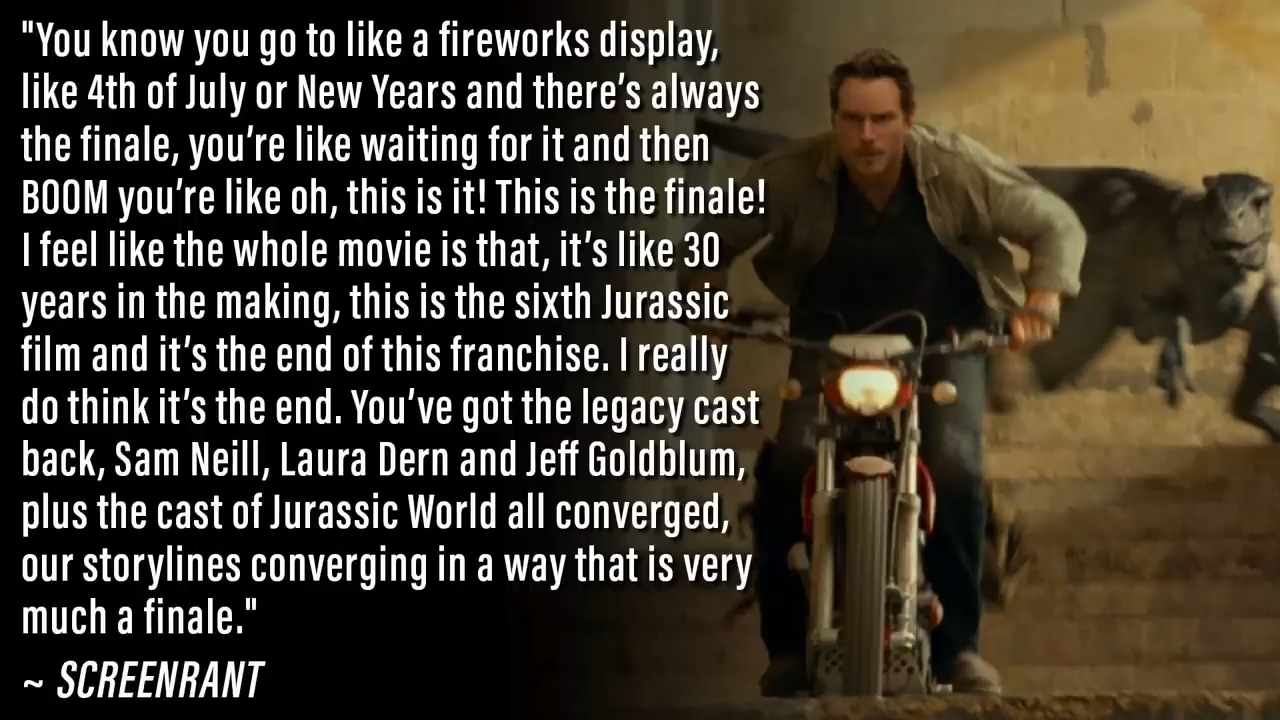 "You know you go to like a fireworks display,
like 4th of July or New Years and there's always
the finale, you're like waiting for it and then
BOOM you're like oh, this is it! This is the finale!
I feel like the whole movie is that, it's like 30
years in the making, this is the sixth Jurassic
film and it's the end of this franchise. I really
do think it's the end. You've got the legacy cast
back, Sam Neill, Laura Dern and Jeff Goldblum,
plus the cast of Jurassic World all converged,
our storylines converging in a way that is very
much a finale."
~ SCREENRANT